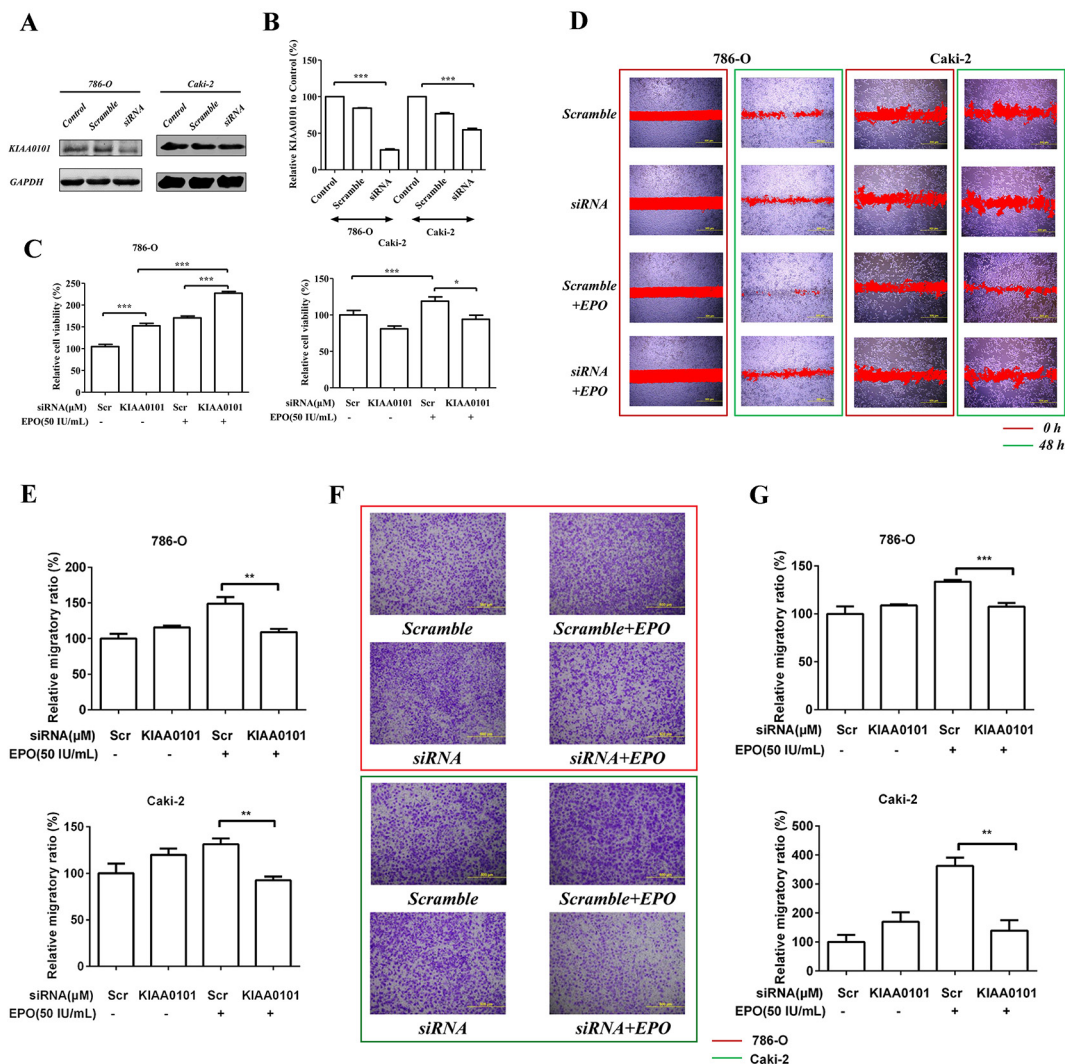 A
786-O
Caki-2
Control
Scramble
siRNA
Control
Scramble
siRNA
KIAA0101
GAPDH
B
Relative KIAA0101 to Control (%)
150
100
50
0
***
***
Control
Scramble
siRNA
Control
Scramble
siRNA
786-O
Caki-2
C
786-O
Relative cell viability (%)
250
200
150
100
50
0
***
***
***
siRNA(µM) Scr KIAA0101 Scr KIAA0101
EPO(50 IU/mL) - - + +
Caki-2
Relative cell viability (%)
150
100
50
0
***
*
Scr KIAA0101 Scr KIAA0101
- - + +
D
786-O
Caki-2
Scramble
siRNA
Scramble
+EPO
siRNA
+EPO
0 h
48 h
E
786-O
Relative migratory ratio (%)
200
150
100
50
0
**
siRNA(µM) Scr KIAA0101 Scr KIAA0101
EPO(50 IU/mL) - - + +
Caki-2
Relative migratory ratio (%)
150
100
50
0
**
siRNA(µM) Scr KIAA0101 Scr KIAA0101
EPO(50 IU/mL) - - + +
F
Scramble
Scramble+EPO
siRNA
siRNA+EPO
Scramble
Scramble+EPO
siRNA
siRNA+EPO
786-O
Caki-2
G
786-O
Relative migratory ratio (%)
200
150
100
50
0
***
siRNA(µM) Scr KIAA0101 Scr KIAA0101
EPO(50 IU/mL) - - + +
Caki-2
Relative migratory ratio (%)
500
400
300
200
100
0
**
siRNA(µM) Scr KIAA0101 Scr KIAA0101
EPO(50 IU/mL) - - + +